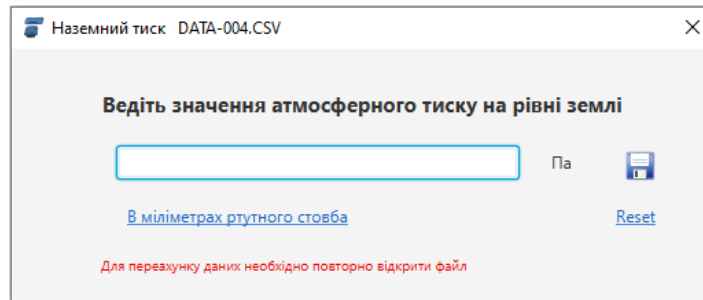 Наземний тиск DATA-004.CSV
Ведіть значення атмосферного тиску на рівні землі
Па
В міліметрах ртутного стовба
Reset
Для переахунку даних необхідно повторно відкрити файл